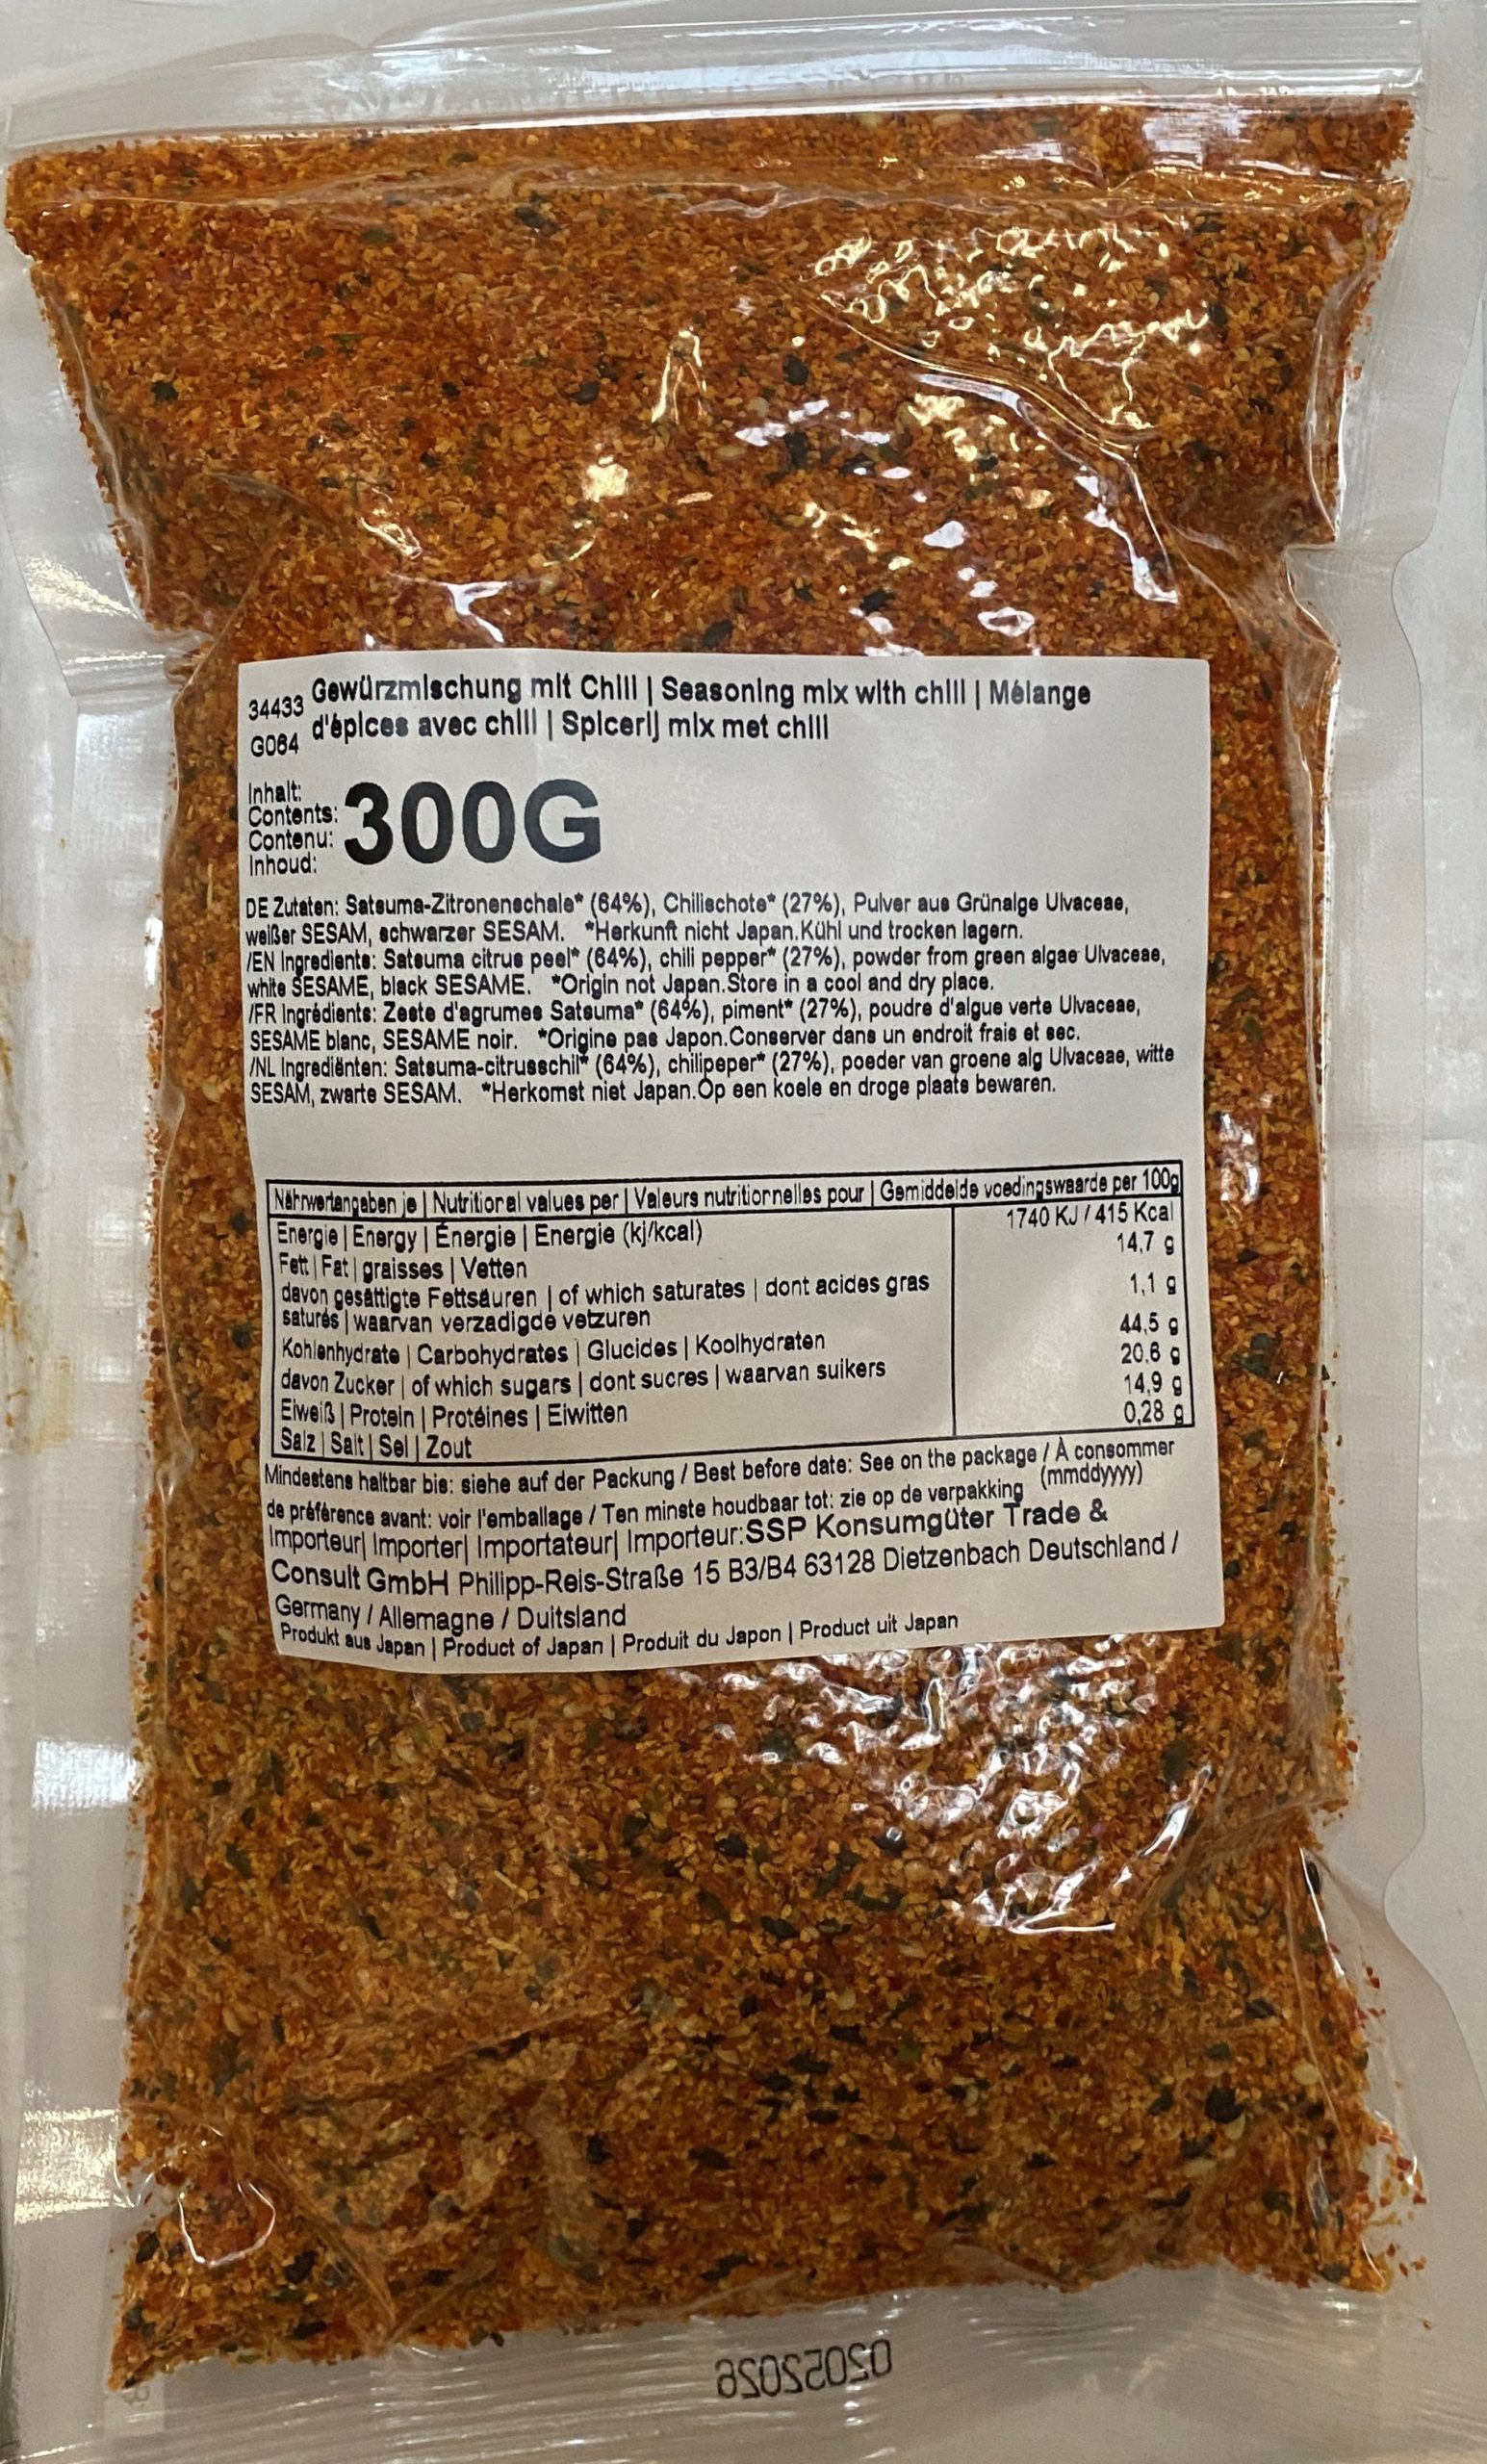 34433 Gewürzmischung mit Chili | Seasoning mix with chili | Mélange
G084 d'épices avec chili | Spicerij mix met chili
Inhalt:
Contents:
Contenu:
Inhoud:
300G
DE Zutaten: Satsuma-Zitronenschale* (64%), Chilischote* (27%), Pulver aus Grünalge Ulvaceae,
weißer SESAM, schwarzer SESAM. *Herkunft nicht Japan.Kühl und trocken lagern.
/EN Ingredients: Satsuma citrus peel* (64%), chili pepper* (27%), powder from green algae Ulvaceae,
white SESAME, black SESAME. *Origin not Japan.Store in a cool and dry place.
/FR Ingrédients: Zeste d'agrumes Satsuma* (64%), piment* (27%), poudre d'algue verte Ulvaceae,
SESAME blanc, SESAME noir. *Origine pas Japon.Conserver dans un endroit frais et sec.
/NL Ingrediënten: Satsuma-citrusschil* (64%), chilipeper* (27%), poeder van groene alg Ulvaceae, witte
SESAM, zwarte SESAM. *Herkomst niet Japan.Op een koele en droge plaats bewaren.
Nährwertangaben je | Nutritional values per | Valeurs nutritionnelles pour | Gemiddelde voedingswaarde per 100g
Energie | Energy | Énergie | Energie (kj/kcal) 1740 KJ / 415 Kcal
Fett | Fat | graisses | Vetten 14,7 g
davon gesättigte Fettsäuren | of which saturates | dont acides gras
saturés | waarvan verzadigde vetzuren 1,1 g
Kohlenhydrate | Carbohydrates | Glucides | Koolhydraten 44,5 g
davon Zucker | of which sugars | dont sucres | waarvan suikers 20,6 g
Eiweiß | Protein | Protéines | Eiwitten 14,9 g
Salz | Salt | Sel | Zout 0,28 g
Mindestens haltbar bis: siehe auf der Packung / Best before date: See on the package / À consommer
de préférence avant: voir l'emballage / Ten minste houdbaar tot: zie op de verpakking (mmddyyyy)
Importeur| Importer| Importateur| Importeur:SSP Konsumgüter Trade &
Consult GmbH Philipp-Reis-Straße 15 B3/B4 63128 Dietzenbach Deutschland /
Germany / Allemagne / Duitsland
Produkt aus Japan | Product of Japan | Produit du Japon | Product uit Japan
02052026